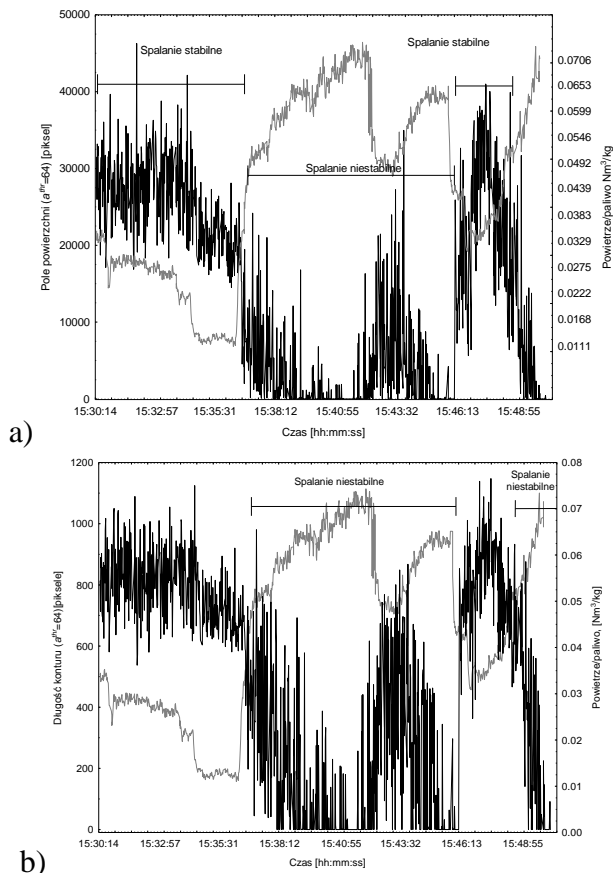 50000
40000
30000
20000
10000
0
Pole powierzchni (a^thr=64) [piksel]
Spalanie stabilne
Spalanie stabilne
Spalanie niestabilne
0.0706
0.0653
0.0599
0.0546
0.0492
0.0439
0.0383
0.0329
0.0275
0.0222
0.0168
0.0111
Powietrze/paliwo Nm³/kg
15:30:14 15:32:57 15:35:31 15:38:12 15:40:55 15:43:32 15:46:13 15:48:55
Czas [hh:mm:ss]
a)
1200
1000
800
600
400
200
0
Długość konturu (a^thr=64)[piksele]
Spalanie niestabilne
Spalanie
niestabilne
0.08
0.07
0.06
0.05
0.04
0.03
0.02
0.01
0.00
Powietrze/paliwo, [Nm³/kg]
15:30:14 15:32:57 15:35:31 15:38:12 15:40:55 15:43:32 15:46:13 15:48:55
Czas [hh:mm:ss]
b)